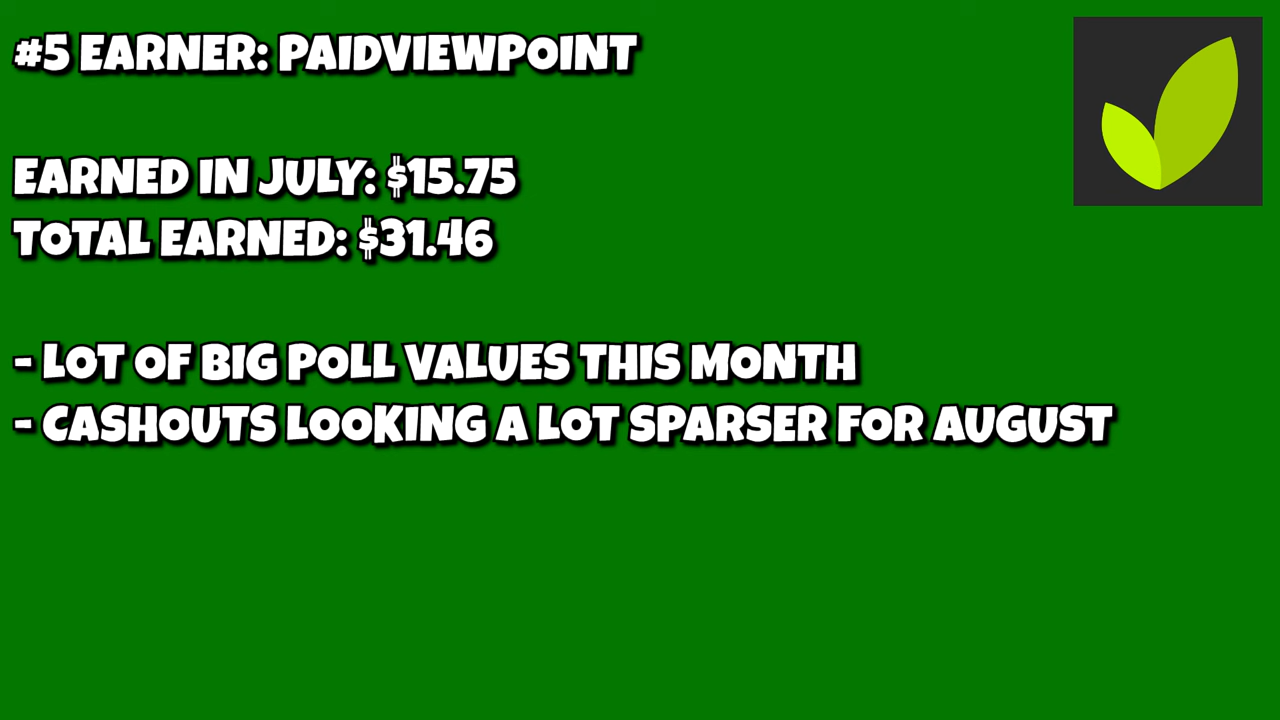 #5 EARNER: PAIDVIEWPOINT
EARNED IN JULY: $15.75
TOTAL EARNED: $31.46
- LOT OF BIG POLL VALUES THIS MONTH
- CASHOUTS LOOKING A LOT SPARSER FOR AUGUST